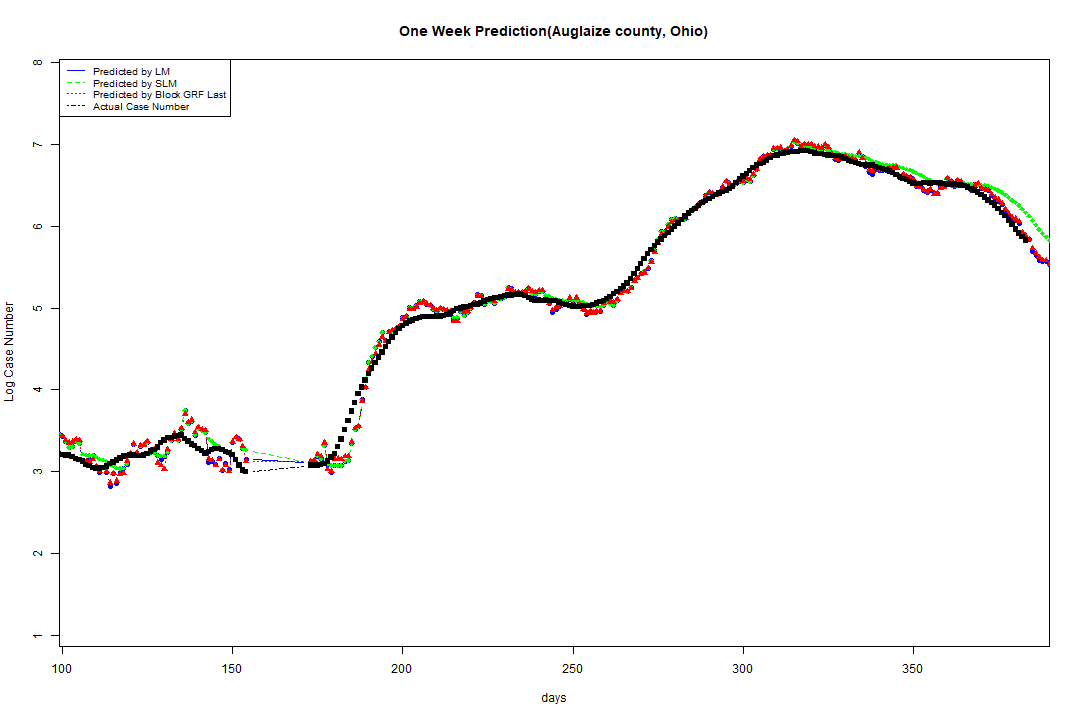 One Week Prediction(Auglaize county, Ohio)
Predicted by LM
Predicted by SLM
Predicted by Block GRF Last
Actual Case Number
8
7
6
5
4
3
2
1
Log Case Number
100 150 200 250 300 350
days